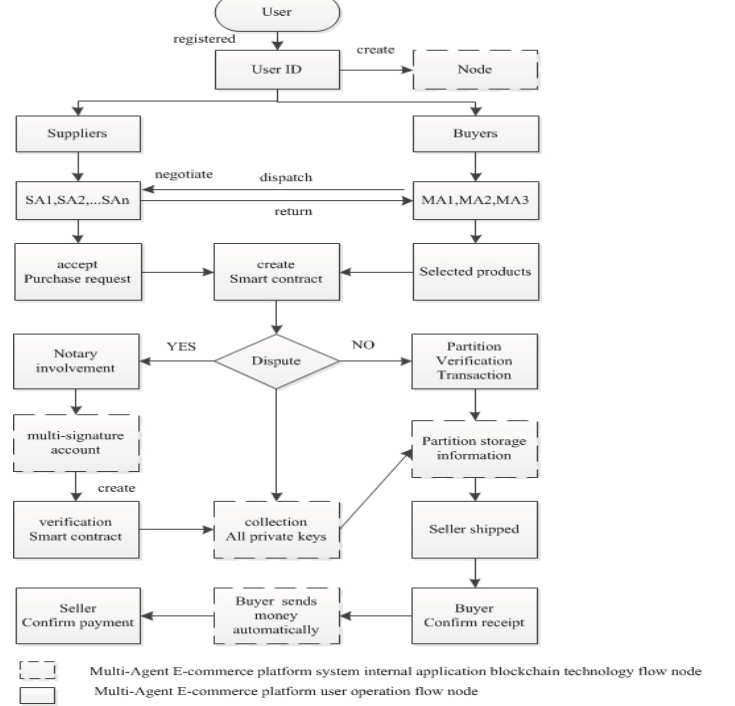 User
registered
create
User ID
Node
Suppliers
Buyers
negotiate
dispatch
SA1,SA2,...SAn
MA1,MA2,MA3
return
accept
Purchase request
create
Smart contract
Selected products
Notary
involvement
YES
Dispute
NO
Partition
Verification
Transaction
multi-signature
account
Partition storage
information
create
verification
Smart contract
collection
All private keys
Seller shipped
Seller
Confirm payment
Buyer sends
money
automatically
Buyer
Confirm receipt
Multi-Agent E-commerce platform system internal application blockchain technology flow node
Multi-Agent E-commerce platform user operation flow node